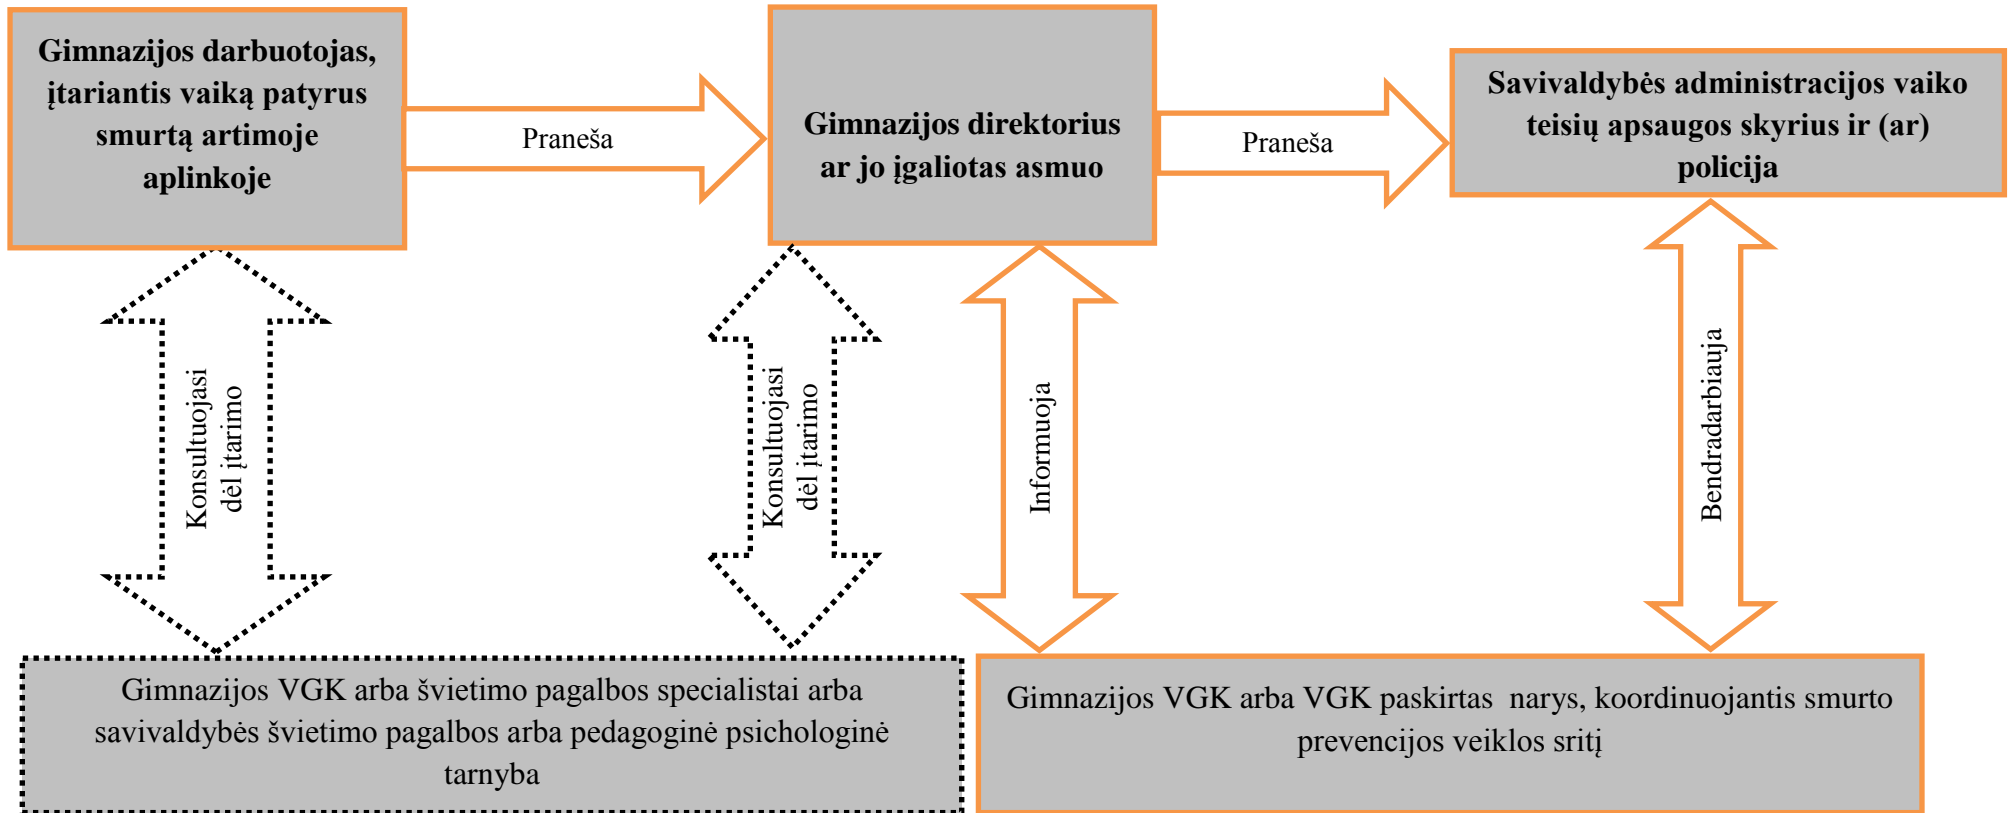 Gimnazijos darbuotojas,
įtariantis vaiką patyrus
smurtą artimoje
aplinkoje
Praneša
Gimnazijos direktorius
ar jo įgaliotas asmuo
Praneša
Savivaldybės administracijos vaiko
teisių apsaugos skyrius ir (ar)
policija
Konsultuojasi
dėl įtarimo
Konsultuojasi
dėl įtarimo
Informuoja
Bendradarbiauja
Gimnazijos VGK arba švietimo pagalbos specialistai arba
savivaldybės švietimo pagalbos arba pedagoginė psichologinė
tarnyba
Gimnazijos VGK arba VGK paskirtas  narys, koordinuojantis smurto
prevencijos veiklos sritį